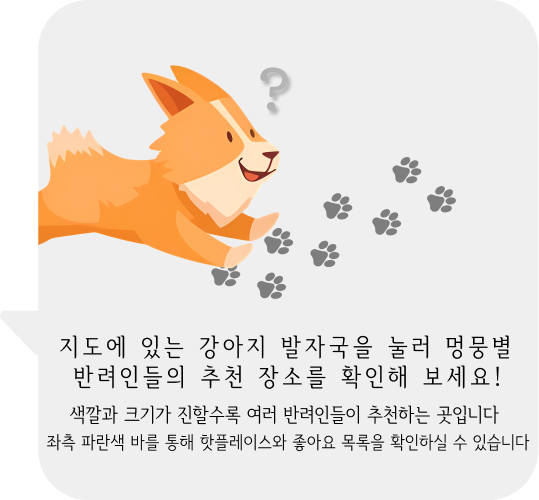 ?
지도에 있는 강아지 발자국을 눌러 멍뭉별
반려인들의 추천 장소를 확인해 보세요!
색깔과 크기가 진할수록 여러 반려인들이 추천하는 곳입니다
좌측 파란색 바를 통해 핫플레이스와 좋아요 목록을 확인하실 수 있습니다